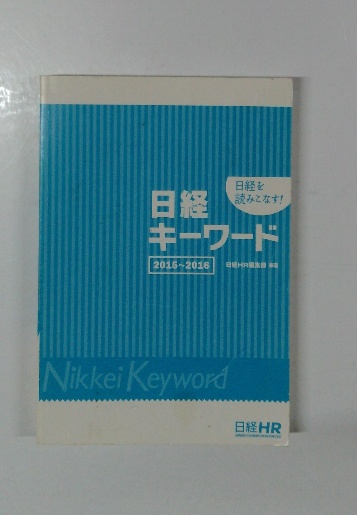 日経を
読みこなす!
日経
キーワード
2015~2016
日経HR編集部 編著
Nikkei Keyword
日経HR